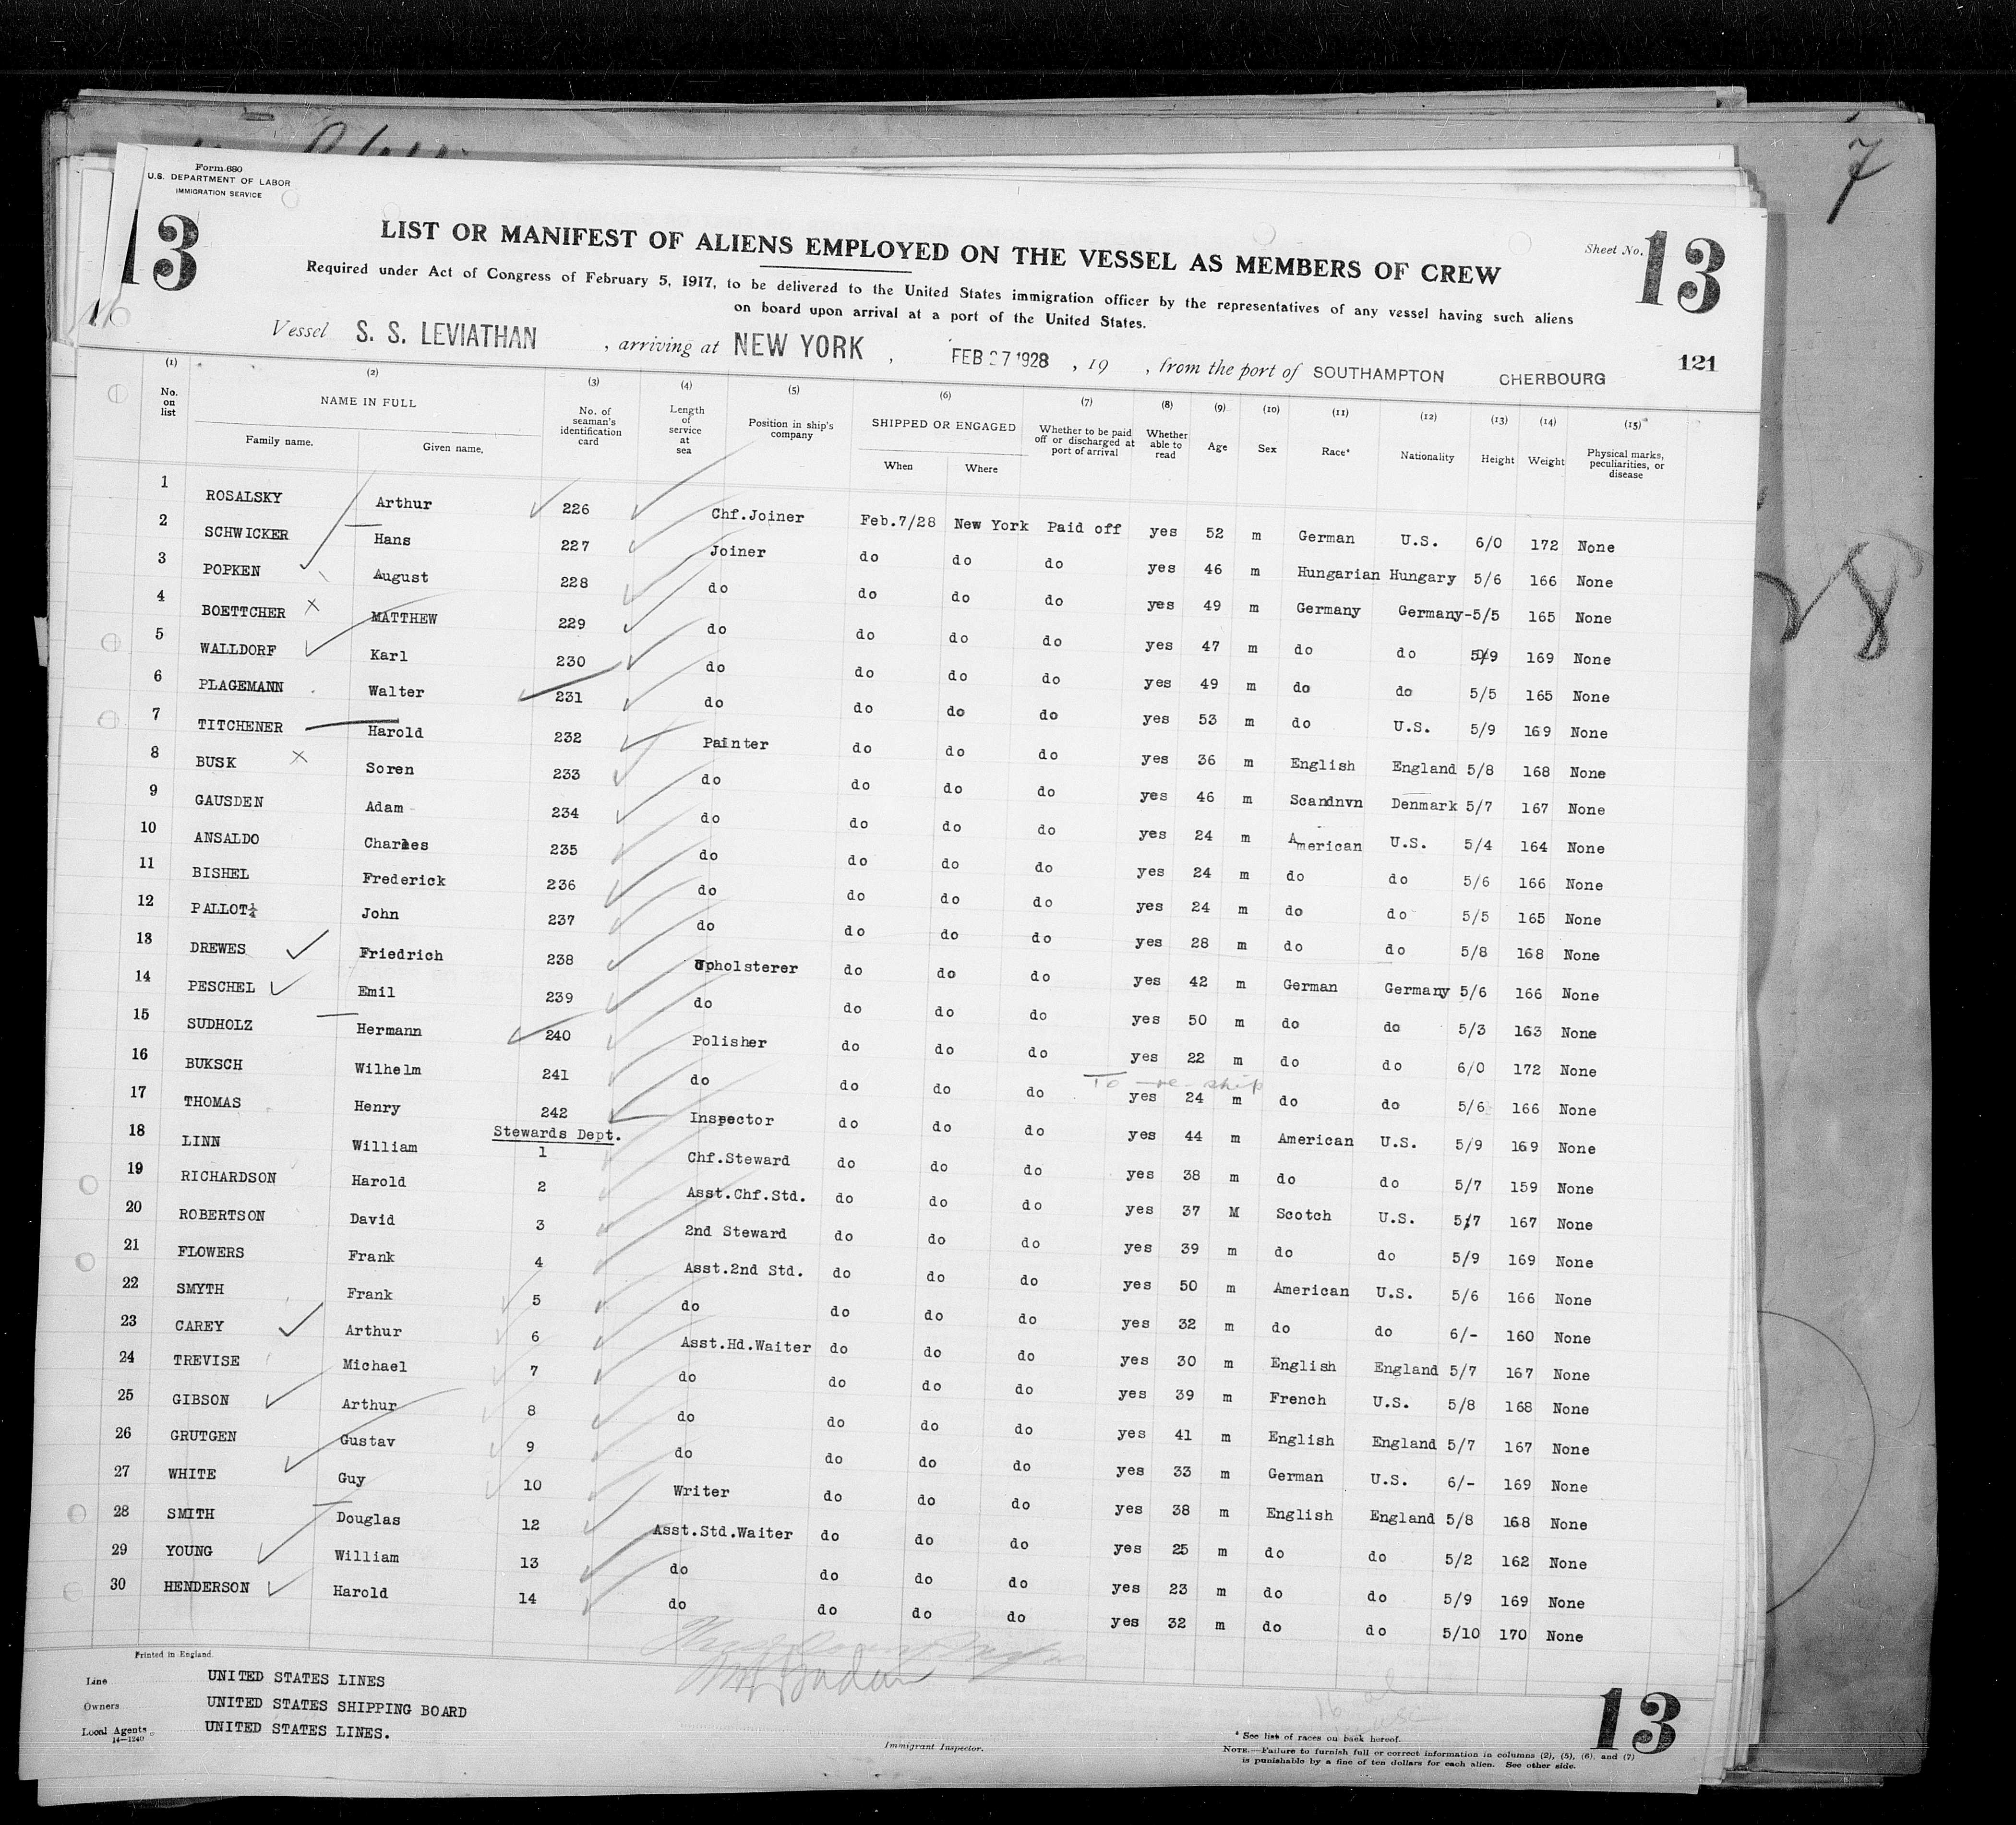 7
Form 680
U.S. DEPARTMENT OF LABOR
IMMIGRATION SERVICE
13
LIST OR MANIFEST OF ALIENS EMPLOYED ON THE VESSEL AS MEMBERS OF CREW
Sheet No. 13
Required under Act of Congress of February 5, 1917, to be delivered to the United States immigration officer by the representatives of any vessel having such aliens
on board upon arrival at a port of the United States.
Vessel S. S. LEVIATHAN , arriving at NEW YORK , FEB 27 1928 , 19 , from the port of SOUTHAMPTON CHERBOURG
121
(1) (2) (3) (4) (5) (6) (7) (8) (9) (10) (11) (12) (13) (14) (15)
No. on list NAME IN FULL Family name. Given name. No. of seaman's identification card Length of service at sea Position in ship's company SHIPPED OR ENGAGED When Where Whether to be paid off or discharged at port of arrival Whether able to read Age Sex Race* Nationality Height Weight Physical marks, peculiarities, or disease
1 ROSALSKY Arthur 226 Chf.Joiner Feb.7/28 New York Paid off yes 52 m German U.S. 6/0 172 None
2 SCHWICKER Hans 227 Joiner do do do yes 46 m Hungarian Hungary 5/6 166 None
3 POPKEN August 228 do do do do yes 49 m Germany Germany-5/5 165 None
4 BOETTCHER MATTHEW 229 do do do do yes 47 m do do 5/9 169 None
5 WALLDORF Karl 230 do do do do yes 49 m do do 5/5 165 None
6 PLAGEMANN Walter 231 do do do do yes 53 m do U.S. 5/9 169 None
7 TITCHENER Harold 232 Painter do do do yes 36 m English England 5/8 168 None
8 BUSK Soren 233 do do do do yes 46 m Scandnvn Denmark 5/7 167 None
9 GAUSDEN Adam 234 do do do do yes 24 m American U.S. 5/4 164 None
10 ANSALDO Charles 235 do do do do yes 24 m do do 5/6 166 None
11 BISHEL Frederick 236 do do do do yes 24 m do do 5/5 165 None
12 PALLOT¼ John 237 do do do do yes 28 m do do 5/8 168 None
13 DREWES Friedrich 238 Upholsterer do do do yes 42 m German Germany 5/6 166 None
14 PESCHEL Emil 239 do do do do yes 50 m do do 5/3 163 None
15 SUDHOLZ Hermann 240 Polisher do do do yes 22 m do do 6/0 172 None
To re-ship
16 BUKSCH Wilhelm 241 do do do do yes 24 m do do 5/6 166 None
17 THOMAS Henry 242 Inspector do do do yes 44 m American U.S. 5/9 169 None
Stewards Dept.
18 LINN William 1 Chf.Steward do do do yes 38 m do do 5/7 159 None
19 RICHARDSON Harold 2 Asst.Chf.Std. do do do yes 37 M Scotch U.S. 5/7 167 None
20 ROBERTSON David 3 2nd Steward do do do yes 39 m do do 5/9 169 None
21 FLOWERS Frank 4 Asst.2nd Std. do do do yes 50 m American U.S. 5/6 166 None
22 SMYTH Frank 5 do do do do yes 32 m do do 6/- 160 None
23 CAREY Arthur 6 Asst.Hd.Waiter do do do yes 30 m English England 5/7 167 None
24 TREVISE Michael 7 do do do do yes 39 m French U.S. 5/8 168 None
25 GIBSON Arthur 8 do do do do yes 41 m English England 5/7 167 None
26 GRUTGEN Gustav 9 do do do do yes 33 m German U.S. 6/- 169 None
27 WHITE Guy 10 Writer do do do yes 38 m English England 5/8 168 None
28 SMITH Douglas 12 Asst.Std.Waiter do do do yes 25 m do do 5/2 162 None
29 YOUNG William 13 do do do do yes 23 m do do 5/9 169 None
30 HENDERSON Harold 14 do do do do yes 32 m do do 5/10 170 None
Printed in England.
Line UNITED STATES LINES
Owners UNITED STATES SHIPPING BOARD
Local Agents UNITED STATES LINES.
14—1240
Immigrant Inspector.
* See list of races on back hereof.
NOTE.—Failure to furnish full or correct information in columns (2), (5), (6), and (7)
is punishable by a fine of ten dollars for each alien. See other side.
13